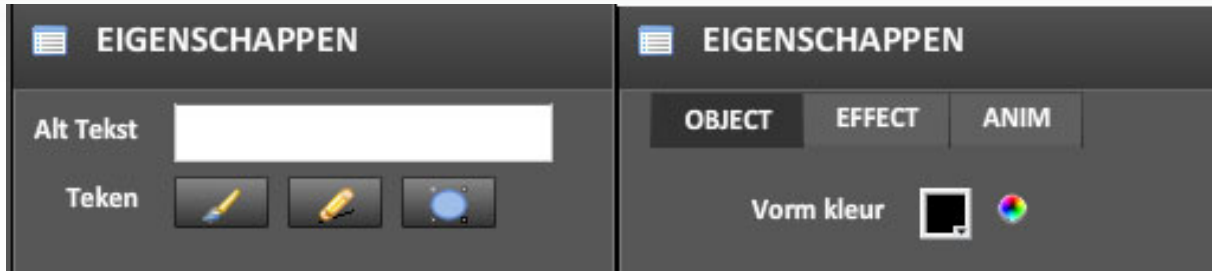 EIGENSCHAPPEN
Alt Tekst
Teken
EIGENSCHAPPEN
OBJECT EFFECT ANIM
Vorm kleur